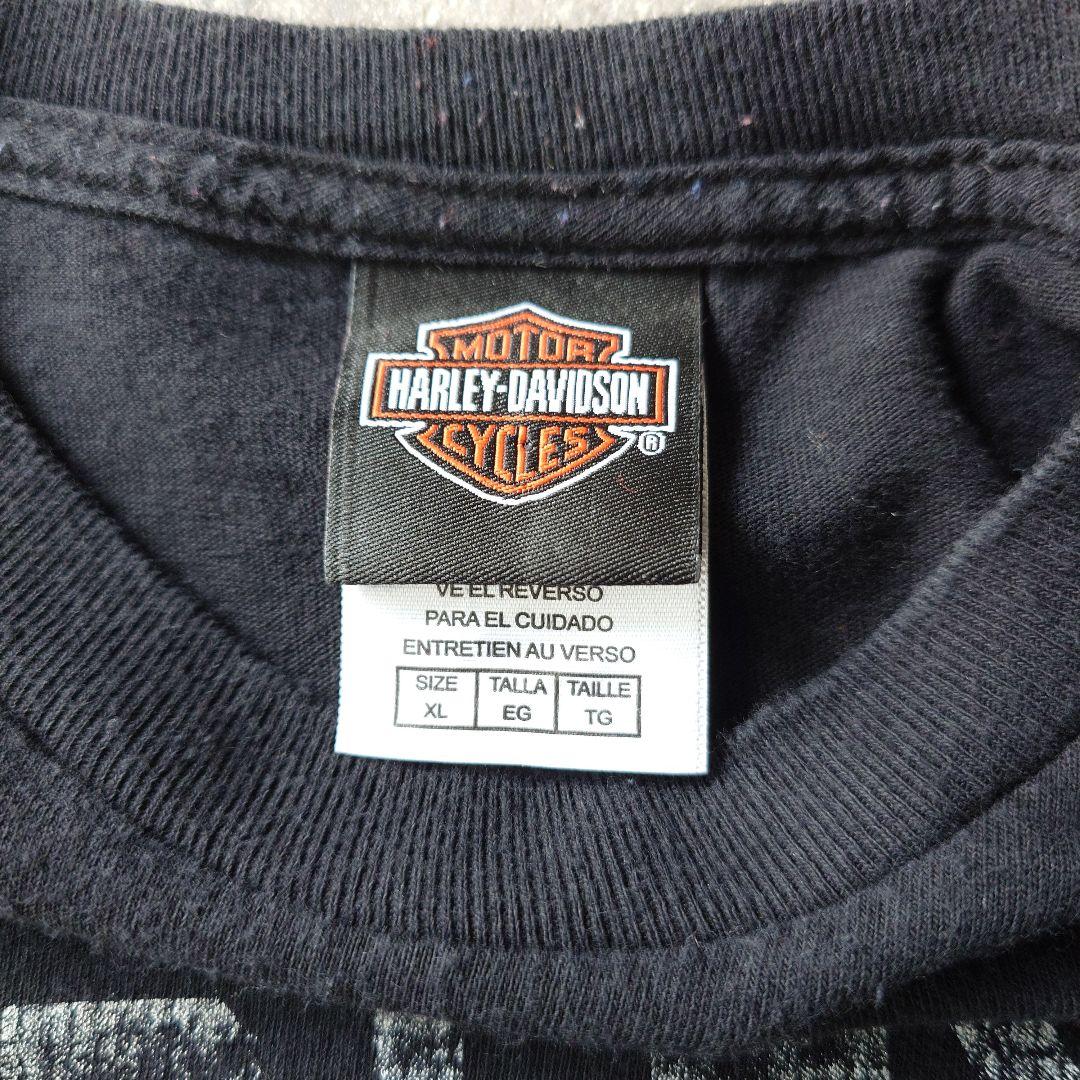 MOTOR
HARLEY-DAVIDSON
CYCLES
®
VE EL REVERSO
PARA EL CUIDADO
ENTRETIEN AU VERSO
SIZE TALLA TAILLE
XL EG TG